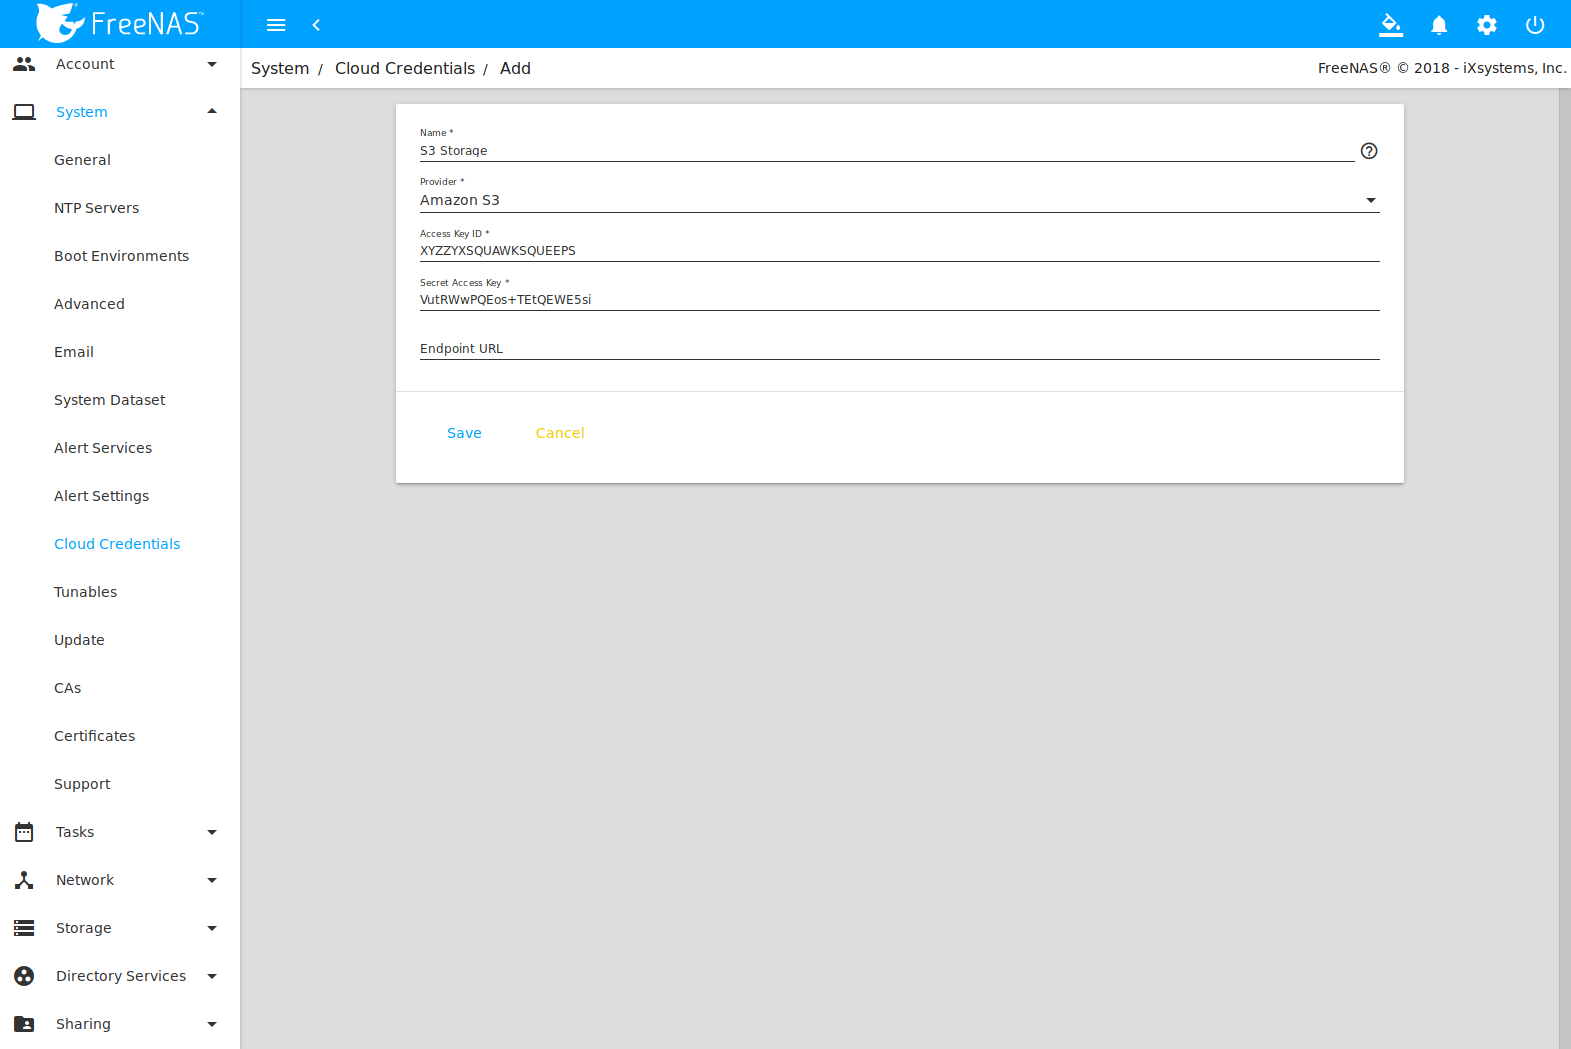 FreeNAS™
System / Cloud Credentials / Add
FreeNAS® © 2018 - iXsystems, Inc.
Account
System
General
NTP Servers
Boot Environments
Advanced
Email
System Dataset
Alert Services
Alert Settings
Cloud Credentials
Tunables
Update
CAs
Certificates
Support
Tasks
Network
Storage
Directory Services
Sharing
Name *
S3 Storage
Provider *
Amazon S3
Access Key ID *
XYZZYXSQUAWKSQUEEPS
Secret Access Key *
VutRWwPQEos+TEtQEWE5si
Endpoint URL
Save Cancel